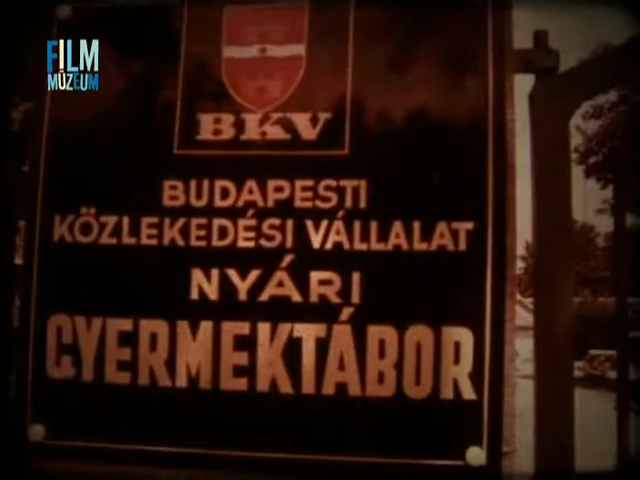 FILM
MÚZEUM
BKV
BUDAPESTI
KÖZLEKEDÉSI VÁLLALAT
NYÁRI
GYERMEKTÁBOR